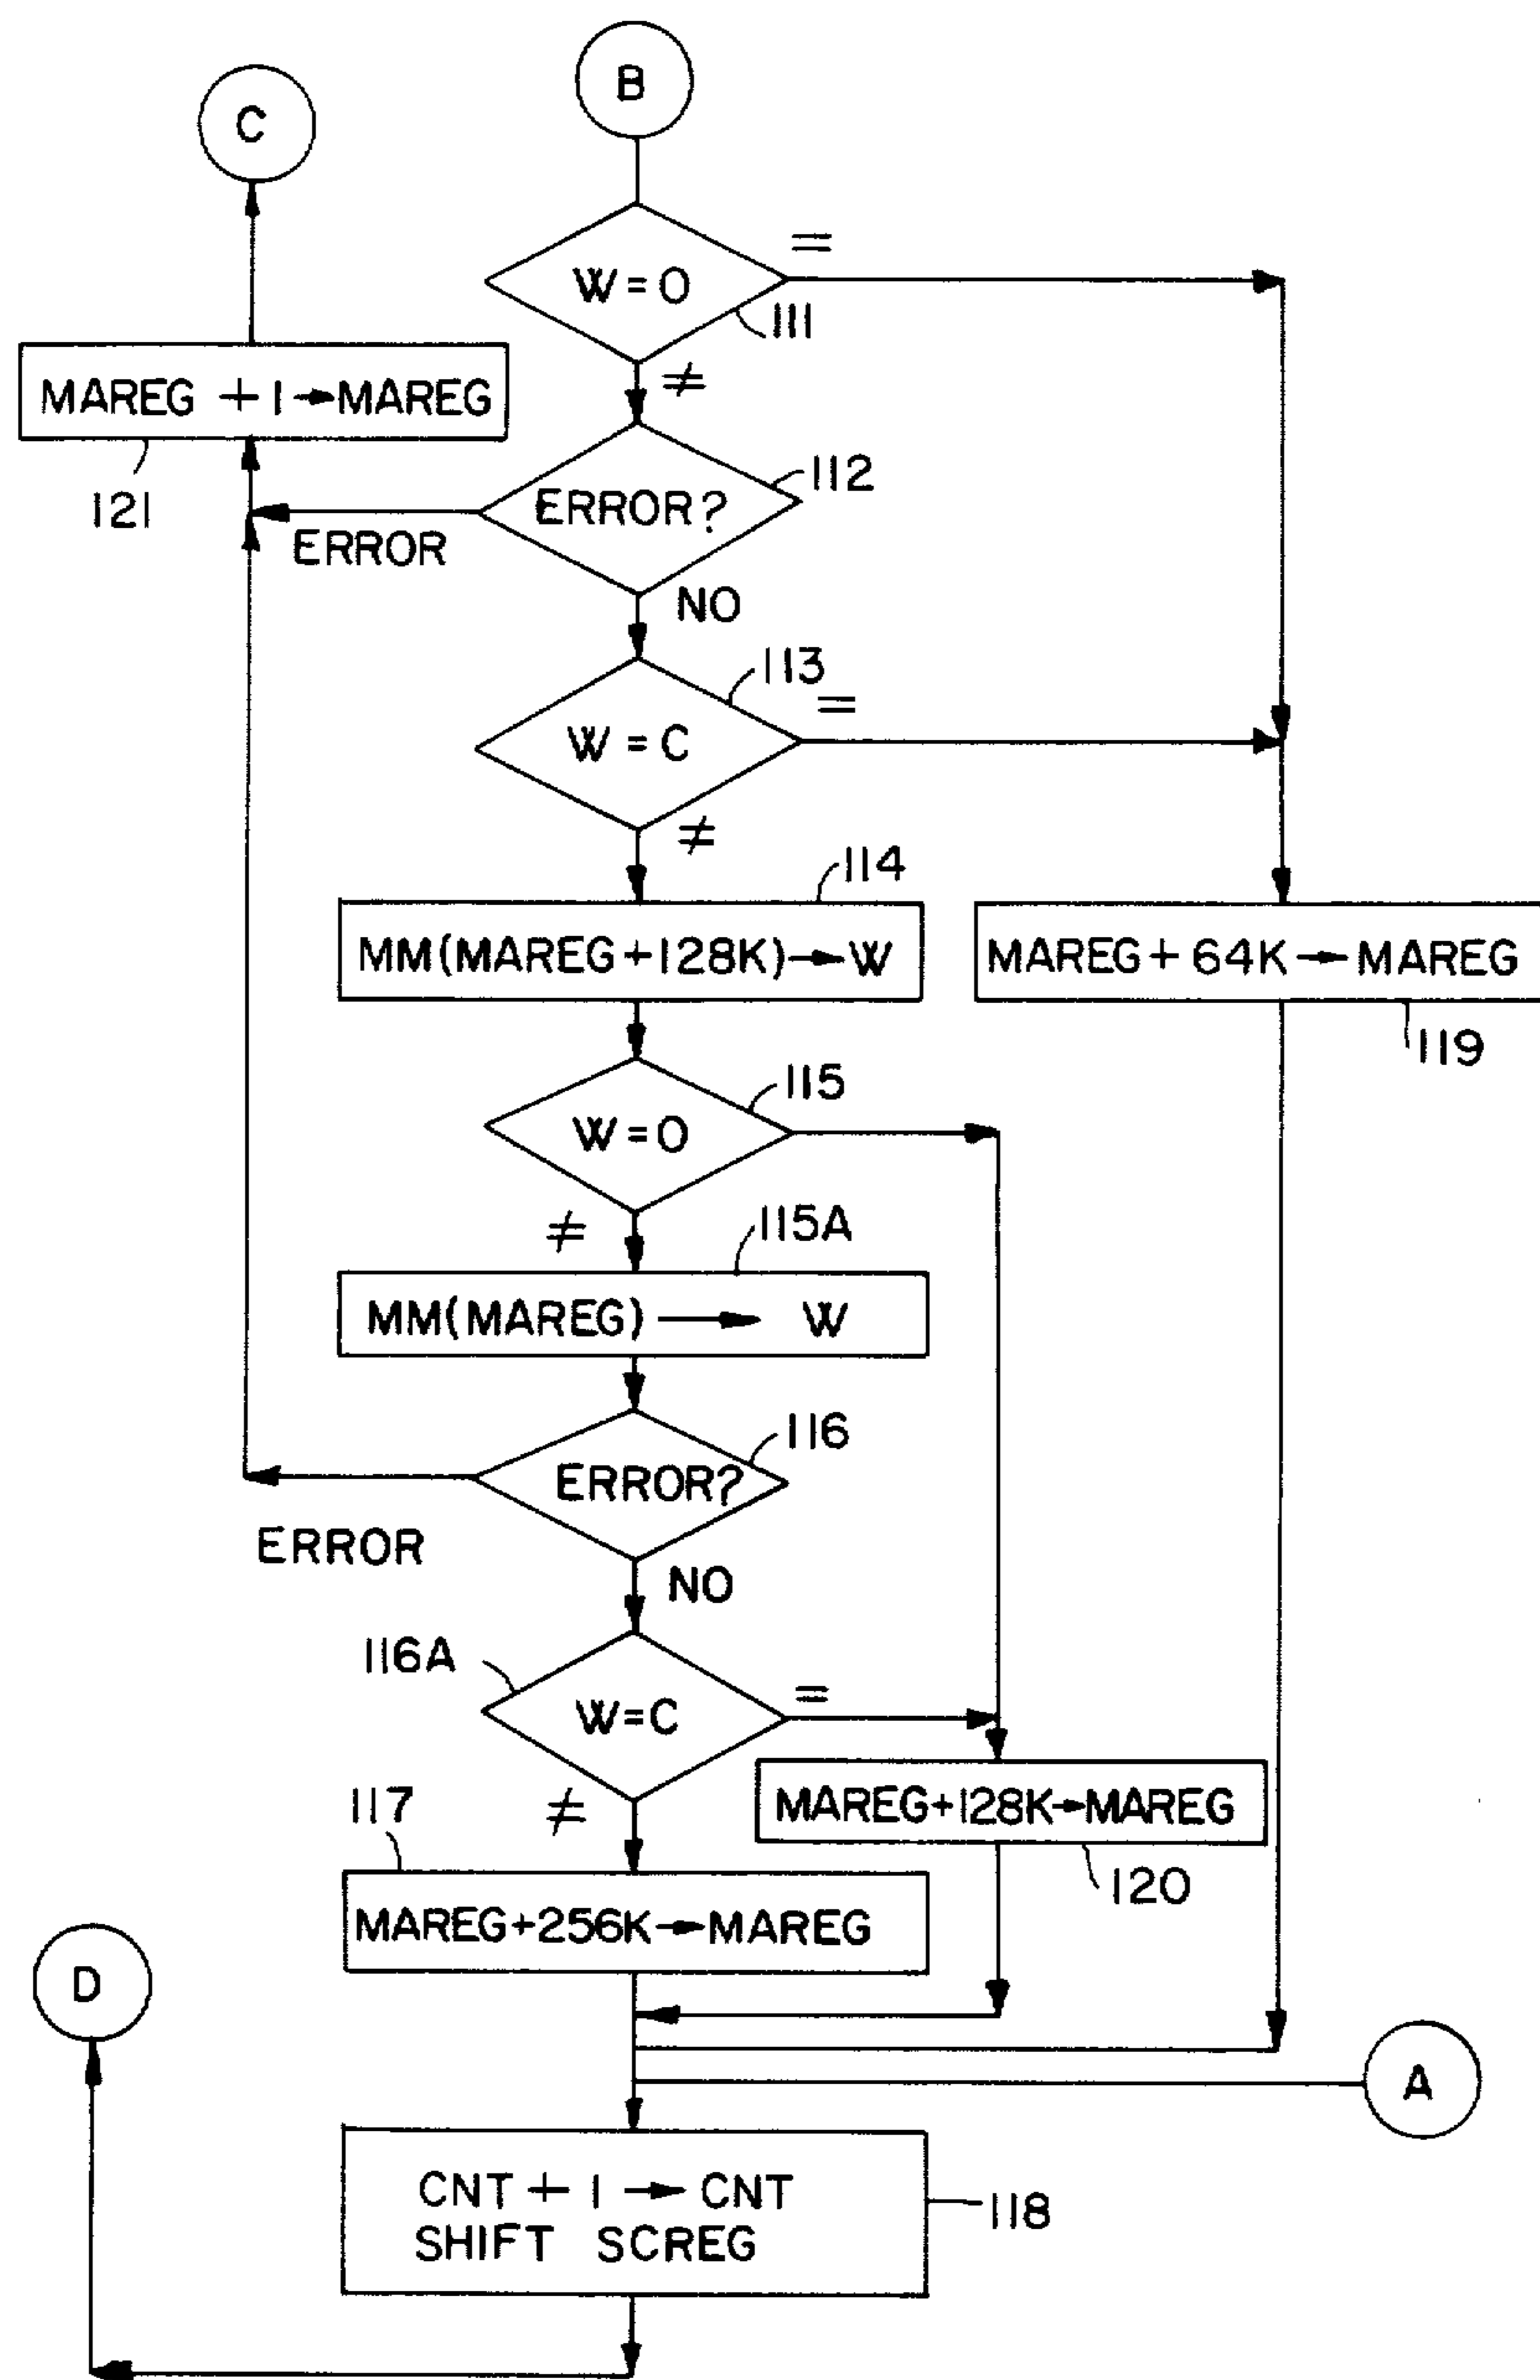 B
C
=
W = O
111
≠
MAREG + 1 → MAREG
121
112
ERROR?
ERROR
NO
113
=
W = C
≠
114
MM(MAREG + 128K) → W
MAREG + 64K → MAREG
119
115
W = O
≠
115A
MM(MAREG) → W
116
ERROR?
ERROR
NO
116A
=
W = C
117
≠
MAREG + 128K → MAREG
120
MAREG + 256K → MAREG
D
A
CNT + 1 → CNT
SHIFT SCREG
118